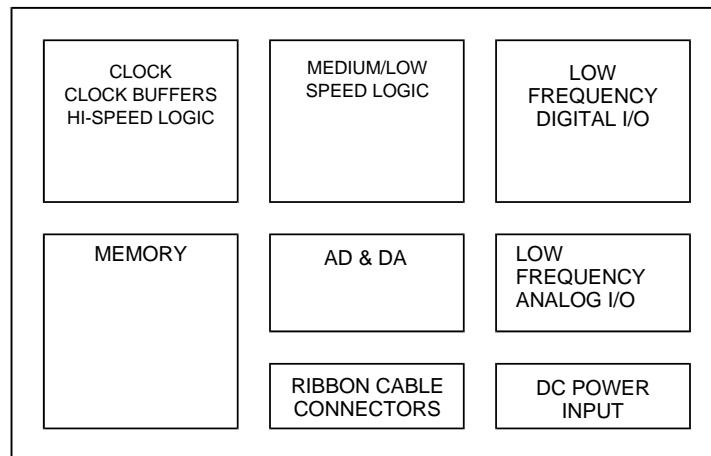 CLOCK
CLOCK BUFFERS
HI-SPEED LOGIC
MEDIUM/LOW
SPEED LOGIC
LOW
FREQUENCY
DIGITAL I/O
MEMORY
AD & DA
LOW
FREQUENCY
ANALOG I/O
RIBBON CABLE
CONNECTORS
DC POWER
INPUT